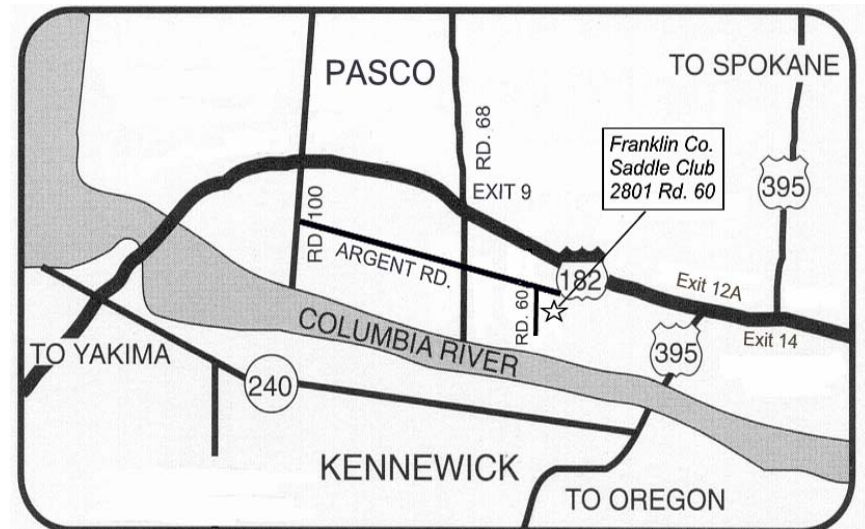 PASCO
TO SPOKANE
RD. 68
Franklin Co.
Saddle Club
2801 Rd. 60
395
EXIT 9
RD. 100
ARGENT RD.
182
Exit 12A
RD. 60
COLUMBIA RIVER
395
Exit 14
TO YAKIMA
240
KENNEWICK
TO OREGON